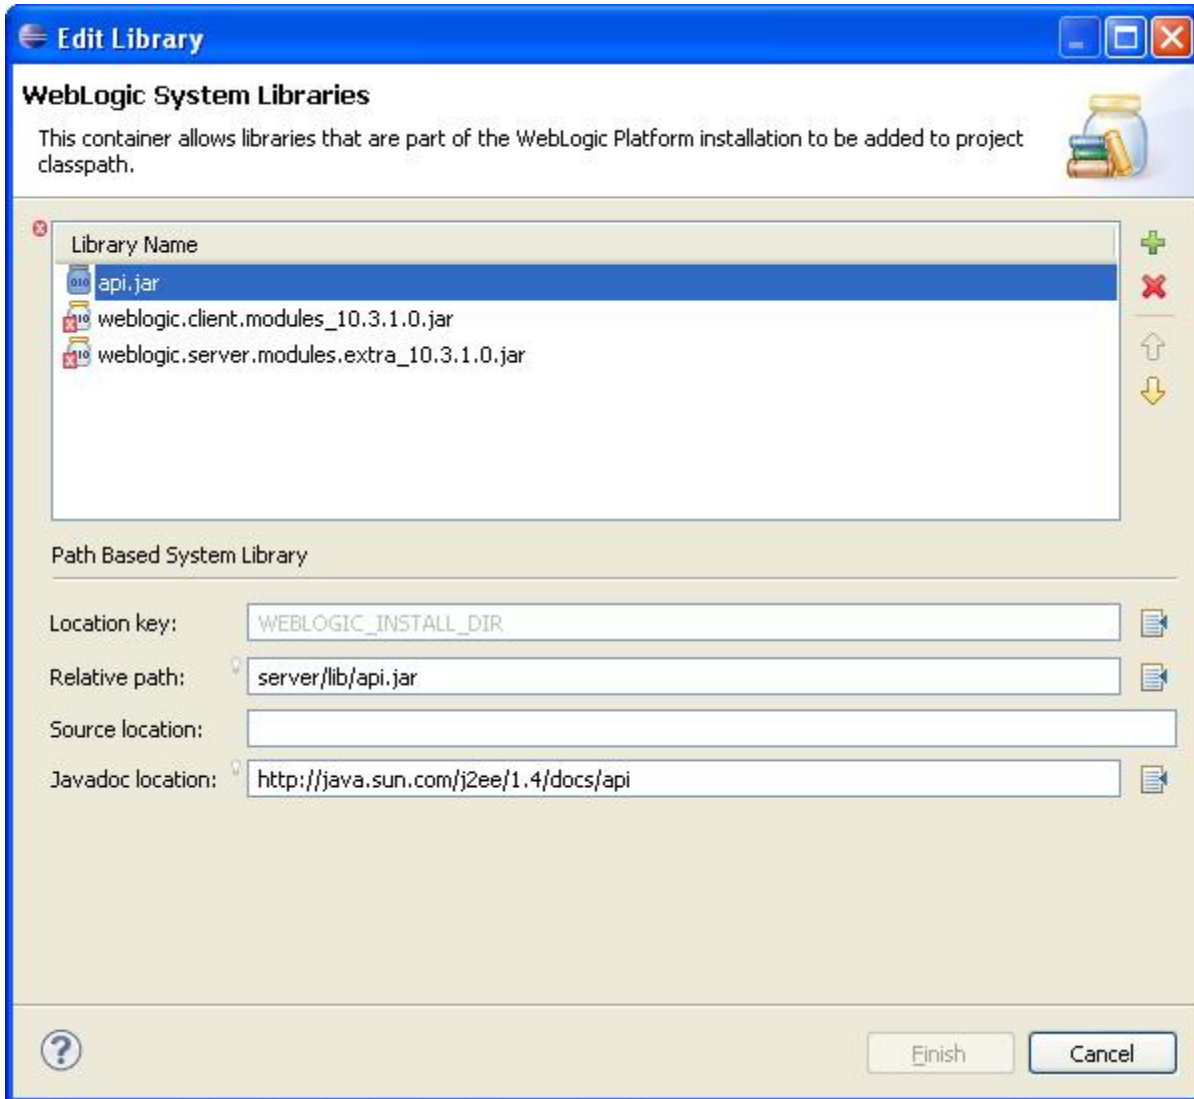 Edit Library
WebLogic System Libraries
This container allows libraries that are part of the WebLogic Platform installation to be added to project
classpath.
Library Name
api.jar
weblogic.client.modules_10.3.1.0.jar
weblogic.server.modules.extra_10.3.1.0.jar
Path Based System Library
Location key: WEBLOGIC_INSTALL_DIR
Relative path: server/lib/api.jar
Source location:
Javadoc location: http://java.sun.com/j2ee/1.4/docs/api
? Finish Cancel